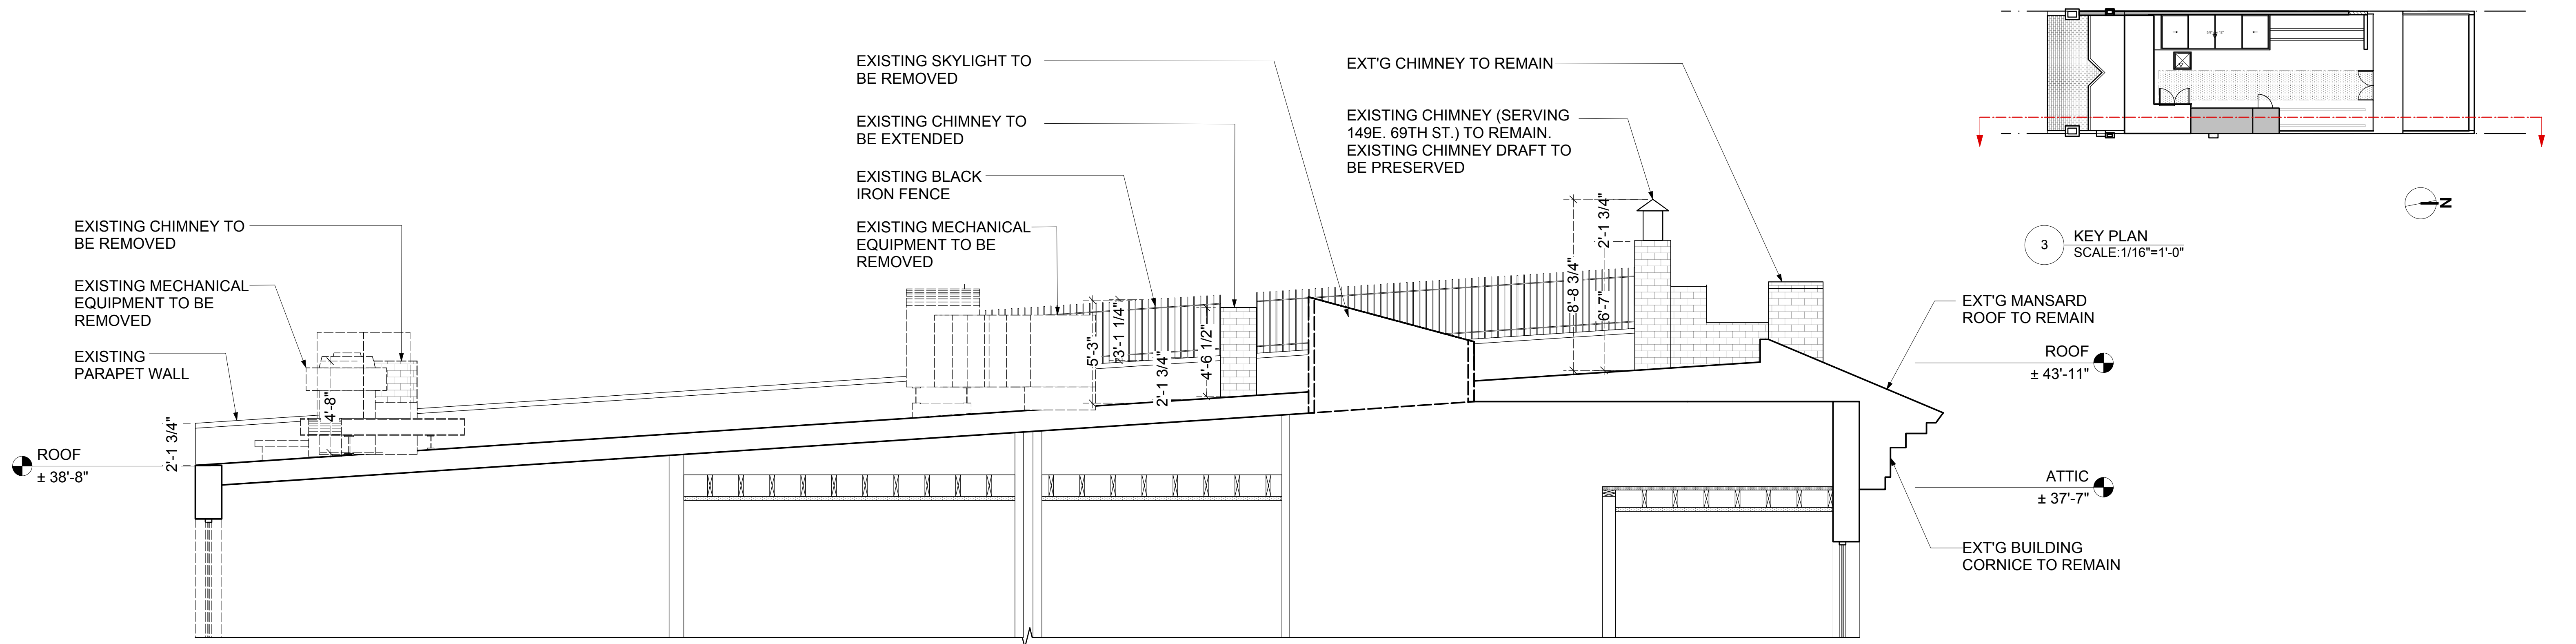 EXISTING SKYLIGHT TO
BE REMOVED
EXISTING CHIMNEY TO
BE EXTENDED
EXISTING BLACK
IRON FENCE
EXISTING MECHANICAL
EQUIPMENT TO BE
REMOVED
EXT'G CHIMNEY TO REMAIN
EXISTING CHIMNEY (SERVING
149E. 69TH ST.) TO REMAIN.
EXISTING CHIMNEY DRAFT TO
BE PRESERVED
EXISTING CHIMNEY TO
BE REMOVED
EXISTING MECHANICAL
EQUIPMENT TO BE
REMOVED
EXISTING
PARAPET WALL
ROOF
± 38'-8"
2'-1 3/4"
4'-8"
5'-3"
3'-1 1/4"
2'-1 3/4"
4'-6 1/2"
8'-8 3/4"
2'-1 3/4"
6'-7"
N
3
KEY PLAN
SCALE:1/16"=1'-0"
EXT'G MANSARD
ROOF TO REMAIN
ROOF
± 43'-11"
ATTIC
± 37'-7"
EXT'G BUILDING
CORNICE TO REMAIN